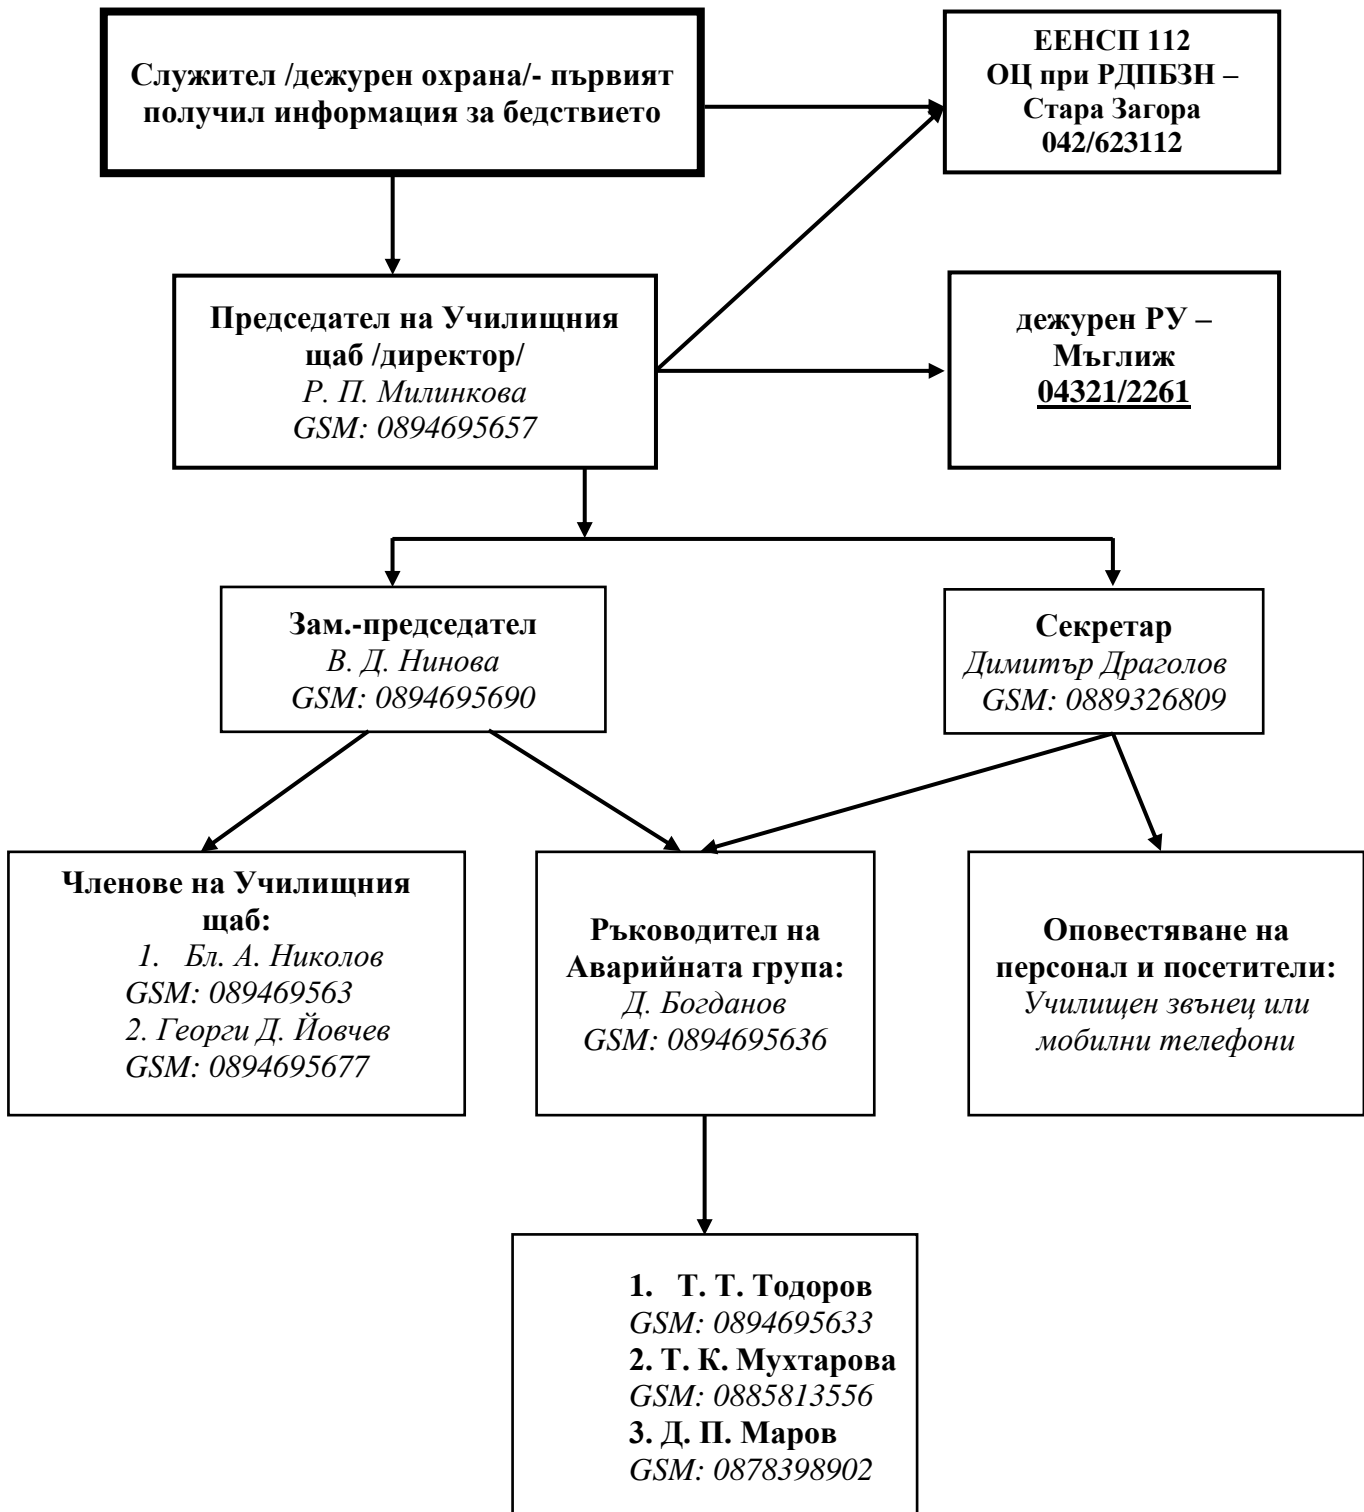 Служител /дежурен охрана/- първият
получил информация за бедствието
ЕЕНСП 112
ОЦ при РДПБЗН –
Стара Загора
042/623112
Председател на Училищния
щаб /директор/
Р. П. Милинкова
GSM: 0894695657
дежурен РУ –
Мъглиж
04321/2261
Зам.-председател
В. Д. Нинова
GSM: 0894695690
Секретар
Димитър Драголов
GSM: 0889326809
Членове на Училищния
щаб:
1. Бл. А. Николов
GSM: 089469563
2. Георги Д. Йовчев
GSM: 0894695677
Ръководител на
Аварийната група:
Д. Богданов
GSM: 0894695636
Оповестяване на
персонал и посетители:
Училищен звънец или
мобилни телефони
1. Т. Т. Тодоров
GSM: 0894695633
2. Т. К. Мухтарова
GSM: 0885813556
3. Д. П. Маров
GSM: 0878398902